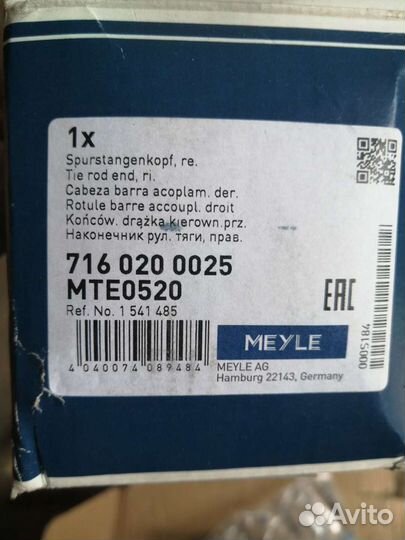 1x
Spurstangenkopf, re.
Tie rod end, ri.
Cabeza barra acoplam. der.
Rotule barre accoupl. droit
Końców. drążka kierown.prz.
Наконечник рул. тяги, прав.
716 020 0025
MTE0520
Ref. No. 1 541 485
4 040074 089484
MEYLE
MEYLE AG
Hamburg 22143, Germany
EAC
Avito